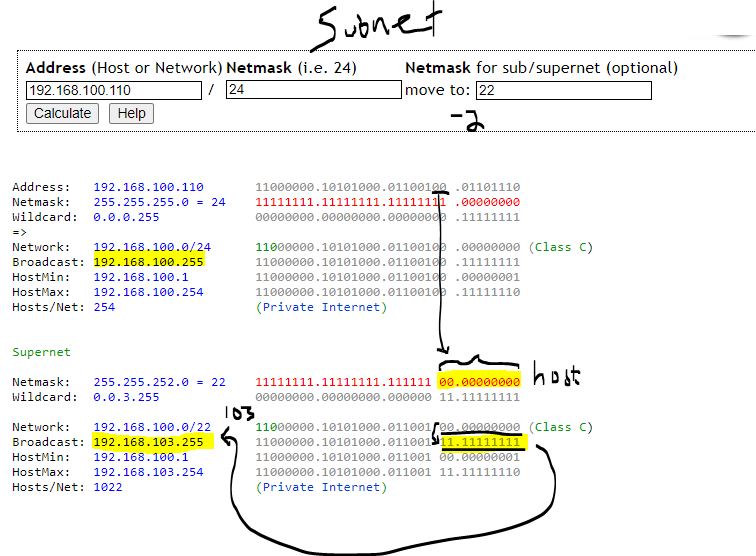 Subnet
Address (Host or Network) Netmask (i.e. 24) Netmask for sub/supernet (optional)
192.168.100.110 / 24 move to: 22
Calculate Help
-2
Address: 192.168.100.110 11000000.10101000.01100100 .01101110
Netmask: 255.255.255.0 = 24 11111111.11111111.11111111 .00000000
Wildcard: 0.0.0.255 00000000.00000000.00000000 .11111111
=>
Network: 192.168.100.0/24 11000000.10101000.01100100 .00000000 (Class C)
Broadcast: 192.168.100.255 11000000.10101000.01100100 .11111111
HostMin: 192.168.100.1 11000000.10101000.01100100 .00000001
HostMax: 192.168.100.254 11000000.10101000.01100100 .11111110
Hosts/Net: 254 (Private Internet)
Supernet
Netmask: 255.255.252.0 = 22 11111111.11111111.111111 00.00000000 host
Wildcard: 0.0.3.255 00000000.00000000.000000 11.11111111
103
Network: 192.168.100.0/22 11000000.10101000.011001 00.00000000 (Class C)
Broadcast: 192.168.103.255 11000000.10101000.011001 11.11111111
HostMin: 192.168.100.1 11000000.10101000.011001 00.00000001
HostMax: 192.168.103.254 11000000.10101000.011001 11.11111110
Hosts/Net: 1022 (Private Internet)